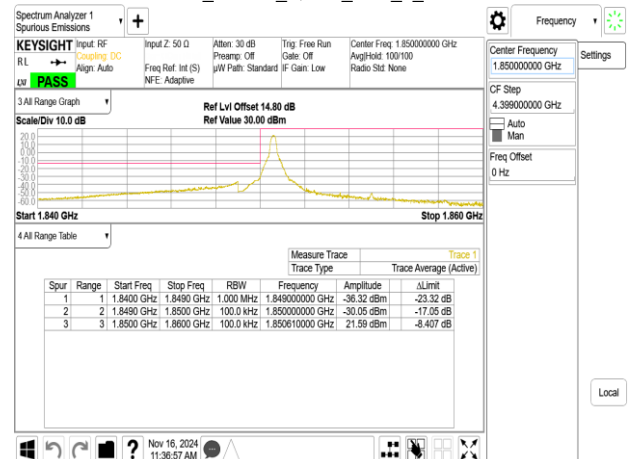 Spectrum Analyzer 1
Spurious Emissions
Frequency
KEYSIGHT Input: RF Input Z: 50 Ω Atten: 30 dB Trig: Free Run Center Freq: 1.850000000 GHz
RL Coupling: DC Preamp: Off Gate: Off Avg|Hold: 100/100
Align: Auto Freq Ref: Int (S) µW Path: Standard IF Gain: Low Radio Std: None
PASS NFE: Adaptive
Center Frequency
1.850000000 GHz
Settings
CF Step
4.399000000 GHz
Auto
Man
Freq Offset
0 Hz
3 All Range Graph
Ref Lvl Offset 14.80 dB
Scale/Div 10.0 dB Ref Value 30.00 dBm
20.0
10.0
0.00
-10.0
-20.0
-30.0
-40.0
-50.0
-60.0
Start 1.840 GHz Stop 1.860 GHz
4 All Range Table
Measure Trace Trace 1
Trace Type Trace Average (Active)
Spur Range Start Freq Stop Freq RBW Frequency Amplitude ΔLimit
1 1 1.8400 GHz 1.8490 GHz 1.000 MHz 1.849000000 GHz -36.32 dBm -23.32 dB
2 2 1.8490 GHz 1.8500 GHz 100.0 kHz 1.850000000 GHz -30.05 dBm -17.05 dB
3 3 1.8500 GHz 1.8600 GHz 100.0 kHz 1.850610000 GHz 21.59 dBm -8.407 dB
Local
Nov 16, 2024
11:36:57 AM